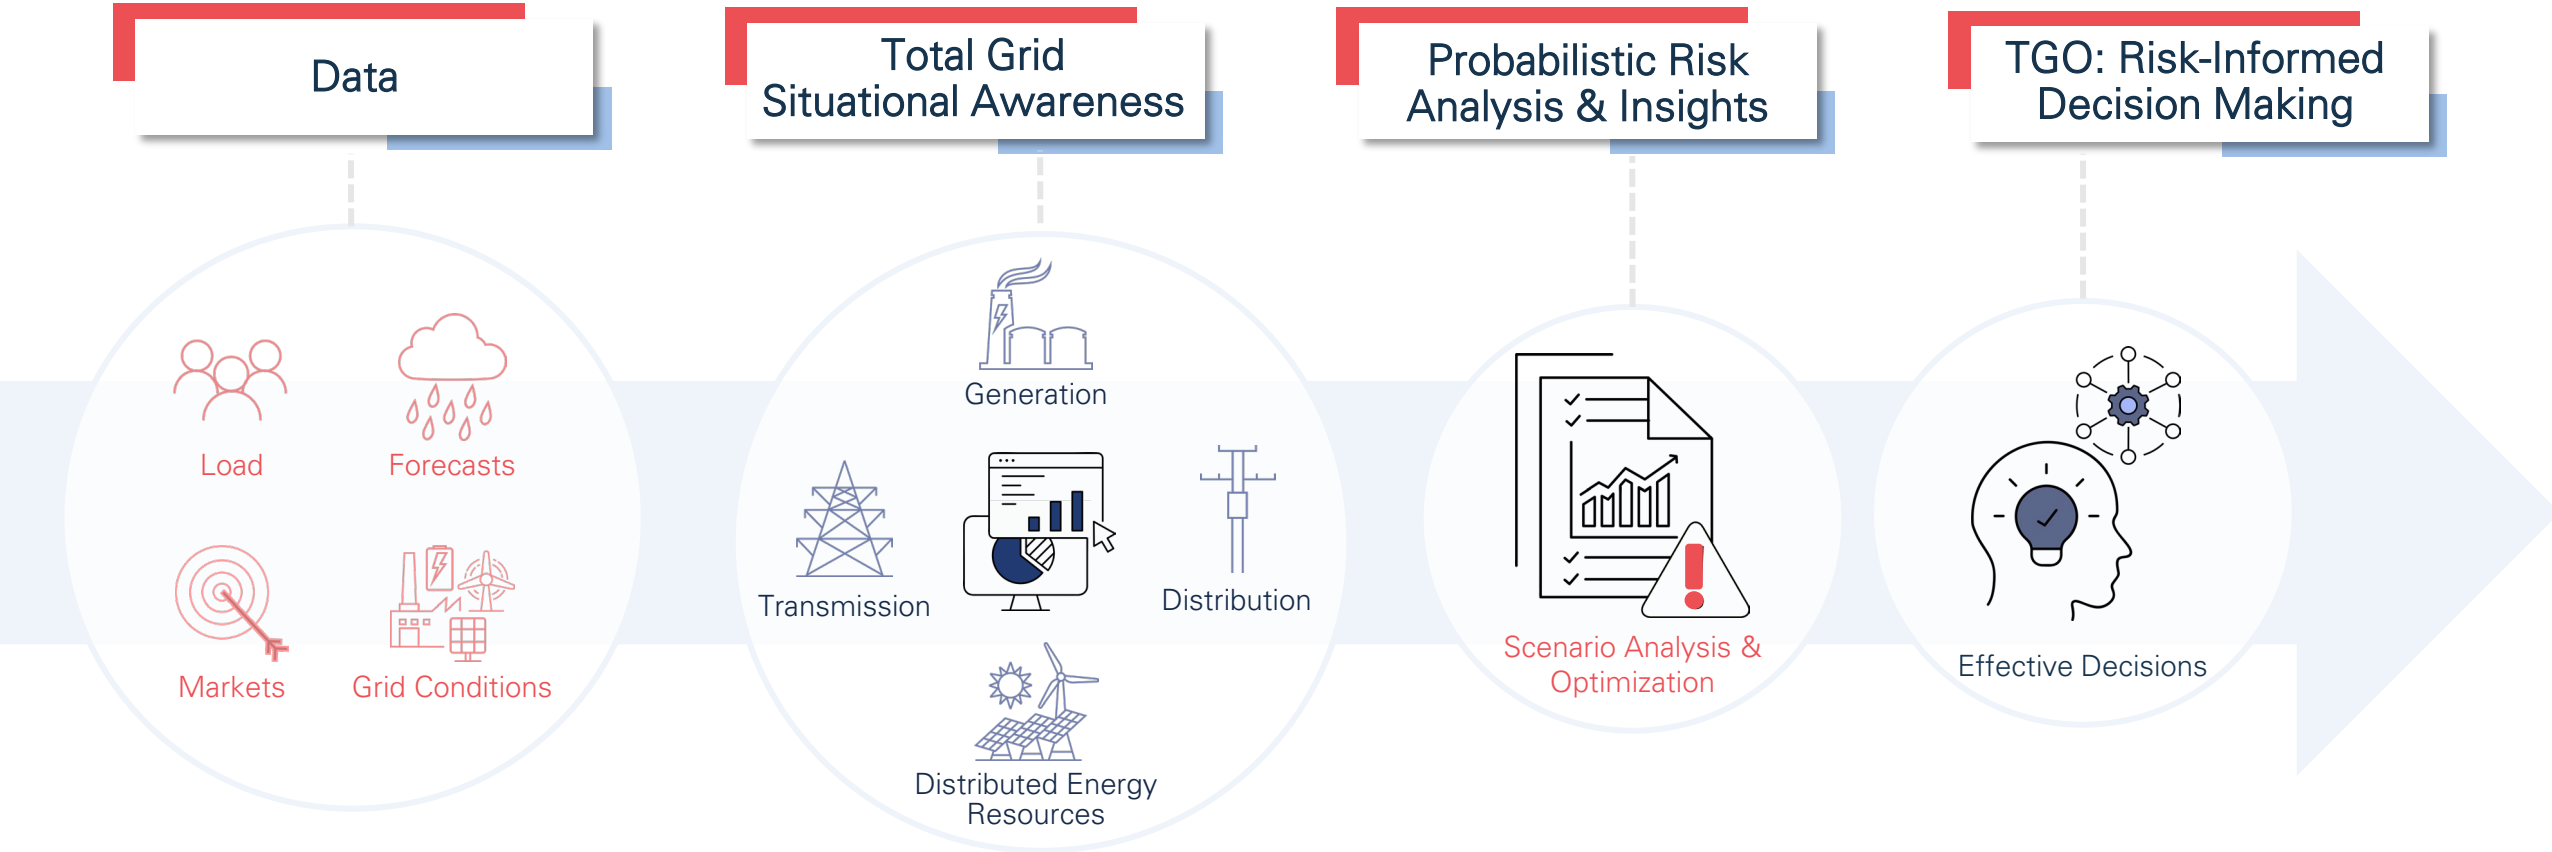 Data
Total Grid
Situational Awareness
Probabilistic Risk
Analysis & Insights
TGO: Risk-Informed
Decision Making
Load
Forecasts
Markets
Grid Conditions
Generation
Transmission
Distribution
Distributed Energy
Resources
Scenario Analysis &
Optimization
Effective Decisions